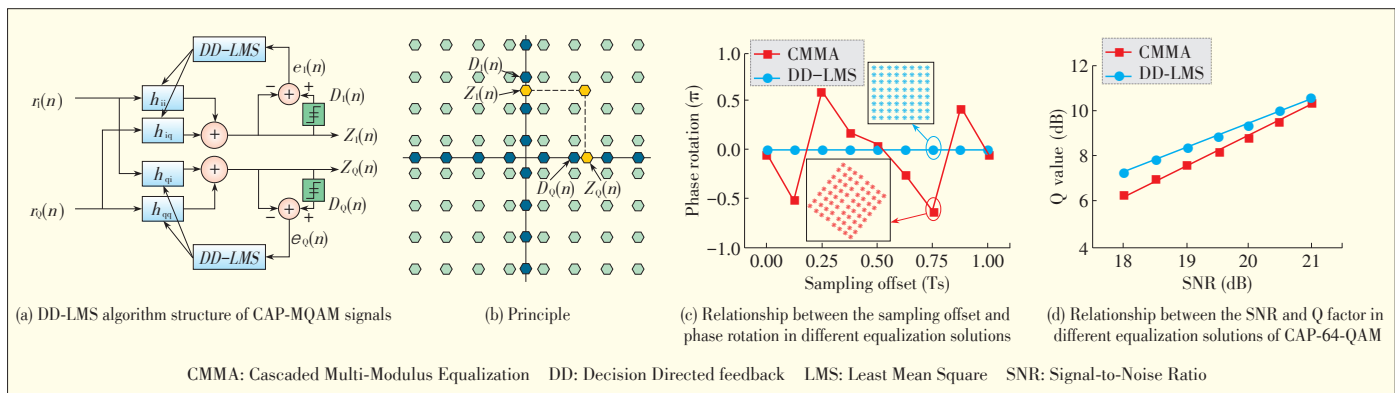 DD-LMS
e_I(n)
r_I(n)
h_ii
h_iq
D_I(n)
− + +
+
Z_I(n)
h_qi
h_qq
+
Z_Q(n)
r_Q(n)
D_Q(n)
− + +
e_Q(n)
DD-LMS
(a) DD-LMS algorithm structure of CAP-MQAM signals
D_I(n)
Z_I(n)
D_Q(n)
Z_Q(n)
(b) Principle
CMMA
DD-LMS
Phase rotation (π)
1.0
0.5
0.0
−0.5
−1.0
0.00 0.25 0.50 0.75 1.00
Sampling offset (Ts)
(c) Relationship between the sampling offset and
phase rotation in different equalization solutions
CMMA
DD-LMS
Q value (dB)
12
10
8
6
4
18 19 20 21
SNR (dB)
(d) Relationship between the SNR and Q factor in
different equalization solutions of CAP-64-QAM
CMMA: Cascaded Multi-Modulus Equalization DD: Decision Directed feedback LMS: Least Mean Square SNR: Signal-to-Noise Ratio